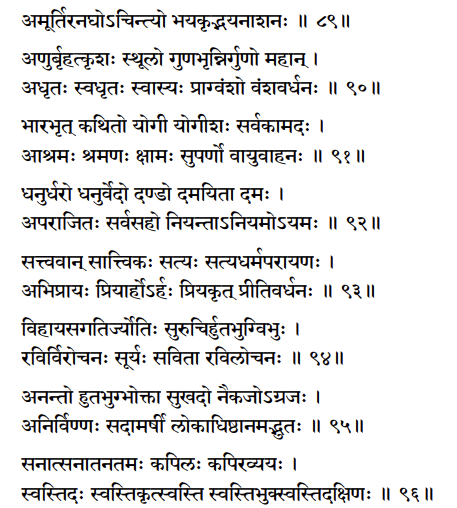 अमूर्तिरनघोऽचिन्त्यो भयकृद्भयनाशनः ॥ ८९॥
अणुर्बृहत्कृशः स्थूलो गुणभृन्निर्गुणो महान् ।
अधृतः स्वधृतः स्वास्यः प्राग्वंशो वंशवर्धनः ॥ ९०॥
भारभृत् कथितो योगी योगीशः सर्वकामदः ।
आश्रमः श्रमणः क्षामः सुपर्णो वायुवाहनः ॥ ९१॥
धनुर्धरो धनुर्वेदो दण्डो दमयिता दमः ।
अपराजितः सर्वसहो नियन्ताऽनियमोऽयमः ॥ ९२॥
सत्त्ववान् सात्त्विकः सत्यः सत्यधर्मपरायणः ।
अभिप्रायः प्रियार्होऽर्हः प्रियकृत् प्रीतिवर्धनः ॥ ९३॥
विहायसगतिर्ज्योतिः सुरुचिर्हुतभुग्विभुः ।
रविर्विरोचनः सूर्यः सविता रविलोचनः ॥ ९४॥
अनन्तो हुतभुग्भोक्ता सुखदो नैकजोऽग्रजः ।
अनिर्विण्णः सदामर्षी लोकाधिष्ठानमद्भुतः ॥ ९५॥
सनात्सनातनतमः कपिलः कपिरव्ययः ।
स्वस्तिदः स्वस्तिकृत्स्वस्ति स्वस्तिभुक्स्वस्तिदक्षिणः ॥ ९६॥